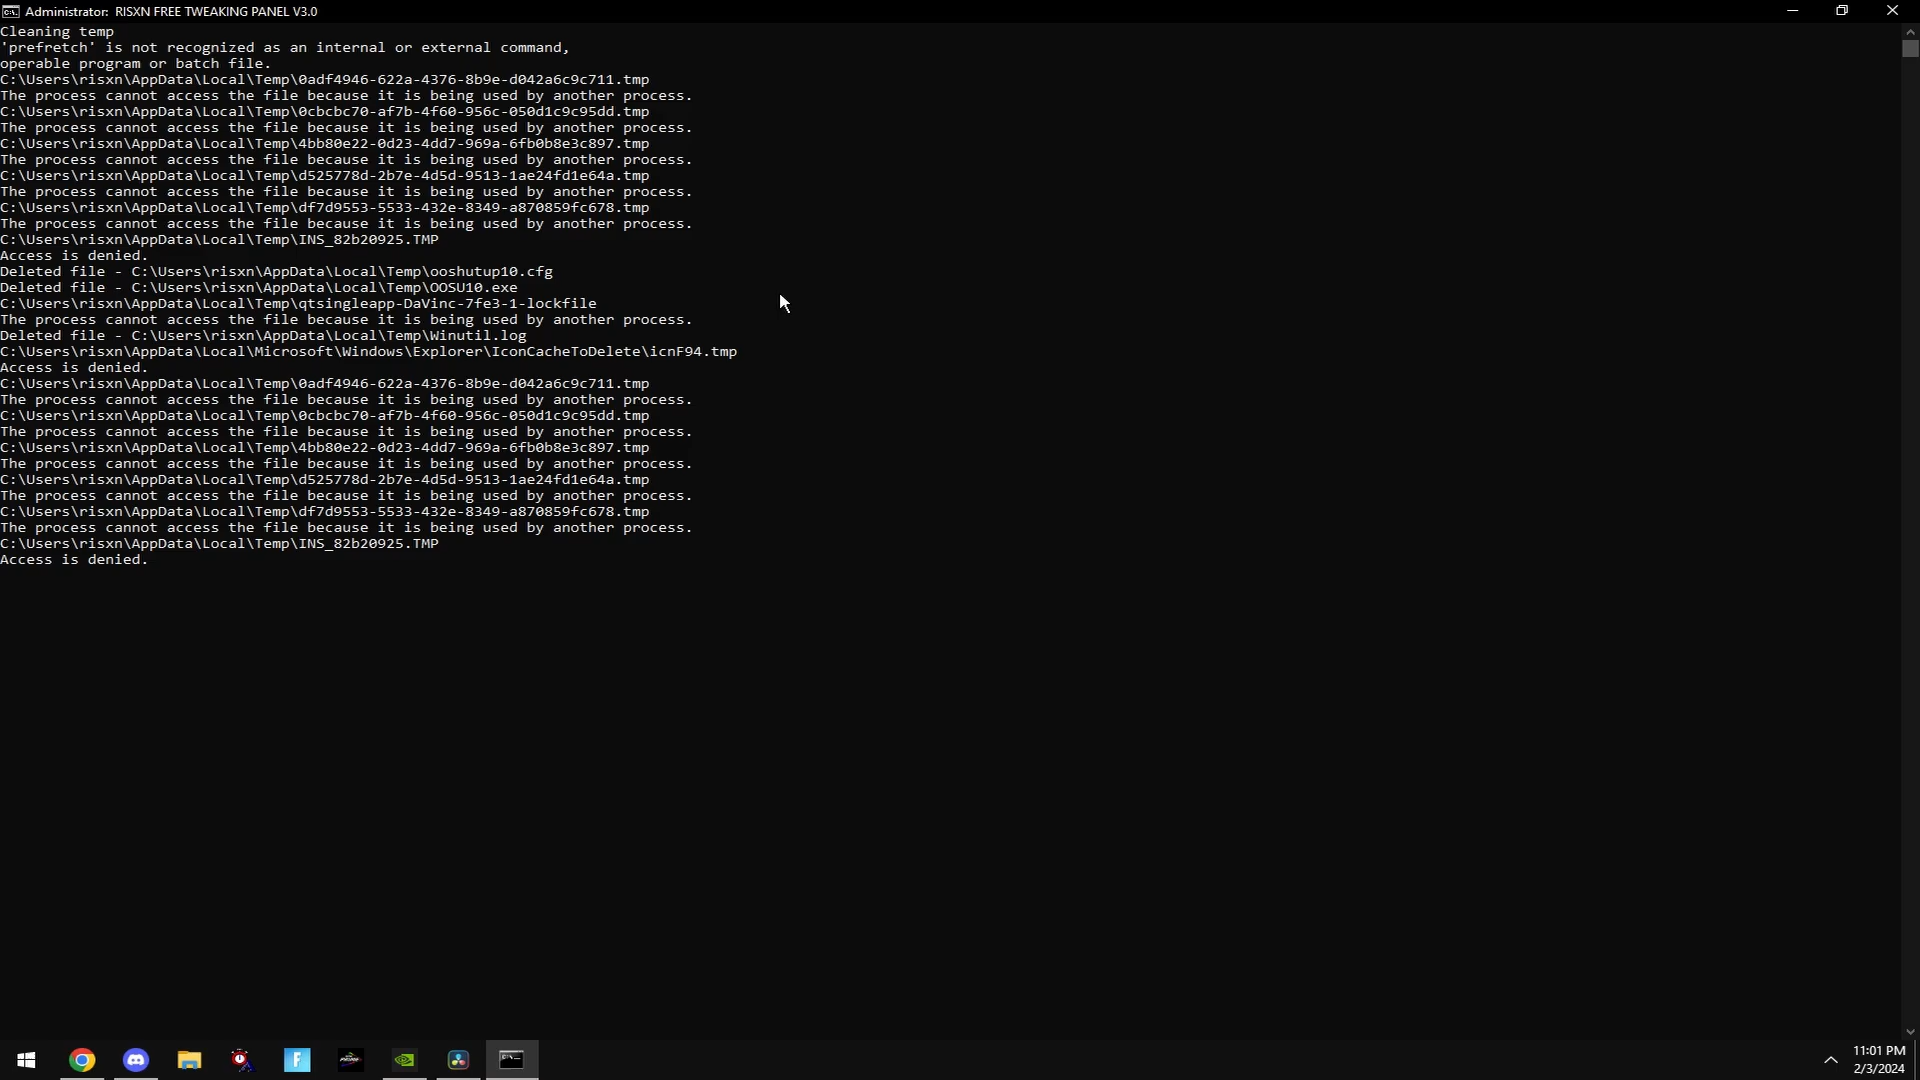 Administrator: RISXN FREE TWEAKING PANEL V3.0
Cleaning temp
'prefretch' is not recognized as an internal or external command,
operable program or batch file.
C:\Users\risxn\AppData\Local\Temp\0adf4946-622a-4376-8b9e-d042a6c9c711.tmp
The process cannot access the file because it is being used by another process.
C:\Users\risxn\AppData\Local\Temp\0cbcbc70-af7b-4f60-956c-050d1c9c95dd.tmp
The process cannot access the file because it is being used by another process.
C:\Users\risxn\AppData\Local\Temp\4bb80e22-0d23-4dd7-969a-6fb0b8e3c897.tmp
The process cannot access the file because it is being used by another process.
C:\Users\risxn\AppData\Local\Temp\d525778d-2b7e-4d5d-9513-1ae24fd1e64a.tmp
The process cannot access the file because it is being used by another process.
C:\Users\risxn\AppData\Local\Temp\df7d9553-5533-432e-8349-a870859fc678.tmp
The process cannot access the file because it is being used by another process.
C:\Users\risxn\AppData\Local\Temp\INS_82b20925.TMP
Access is denied.
Deleted file - C:\Users\risxn\AppData\Local\Temp\ooshutup10.cfg
Deleted file - C:\Users\risxn\AppData\Local\Temp\OOSU10.exe
C:\Users\risxn\AppData\Local\Temp\qtsingleapp-DaVinc-7fe3-1-lockfile
The process cannot access the file because it is being used by another process.
Deleted file - C:\Users\risxn\AppData\Local\Temp\Winutil.log
C:\Users\risxn\AppData\Local\Microsoft\Windows\Explorer\IconCacheToDelete\icnF94.tmp
Access is denied.
C:\Users\risxn\AppData\Local\Temp\0adf4946-622a-4376-8b9e-d042a6c9c711.tmp
The process cannot access the file because it is being used by another process.
C:\Users\risxn\AppData\Local\Temp\0cbcbc70-af7b-4f60-956c-050d1c9c95dd.tmp
The process cannot access the file because it is being used by another process.
C:\Users\risxn\AppData\Local\Temp\4bb80e22-0d23-4dd7-969a-6fb0b8e3c897.tmp
The process cannot access the file because it is being used by another process.
C:\Users\risxn\AppData\Local\Temp\d525778d-2b7e-4d5d-9513-1ae24fd1e64a.tmp
The process cannot access the file because it is being used by another process.
C:\Users\risxn\AppData\Local\Temp\df7d9553-5533-432e-8349-a870859fc678.tmp
The process cannot access the file because it is being used by another process.
C:\Users\risxn\AppData\Local\Temp\INS_82b20925.TMP
Access is denied.
11:01 PM
2/3/2024